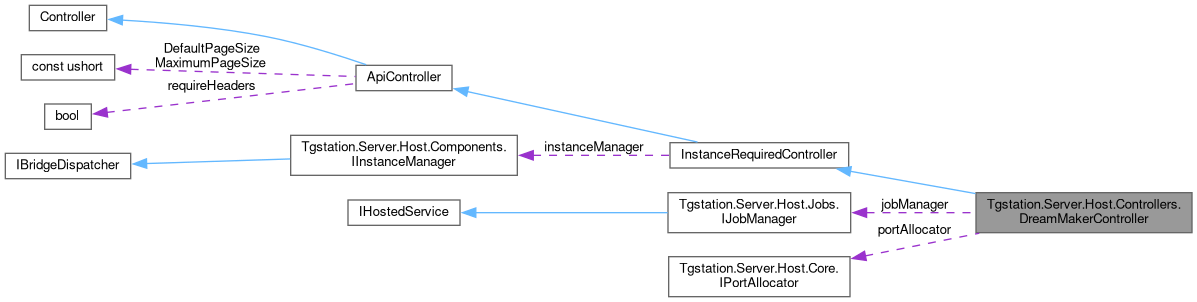 Controller
DefaultPageSize
MaximumPageSize
const ushort
ApiController
requireHeaders
bool
Tgstation.Server.Host.Components.
IInstanceManager
instanceManager
InstanceRequiredController
IBridgeDispatcher
IHostedService
Tgstation.Server.Host.Jobs.
IJobManager
jobManager
Tgstation.Server.Host.Controllers.
DreamMakerController
portAllocator
Tgstation.Server.Host.Core.
IPortAllocator